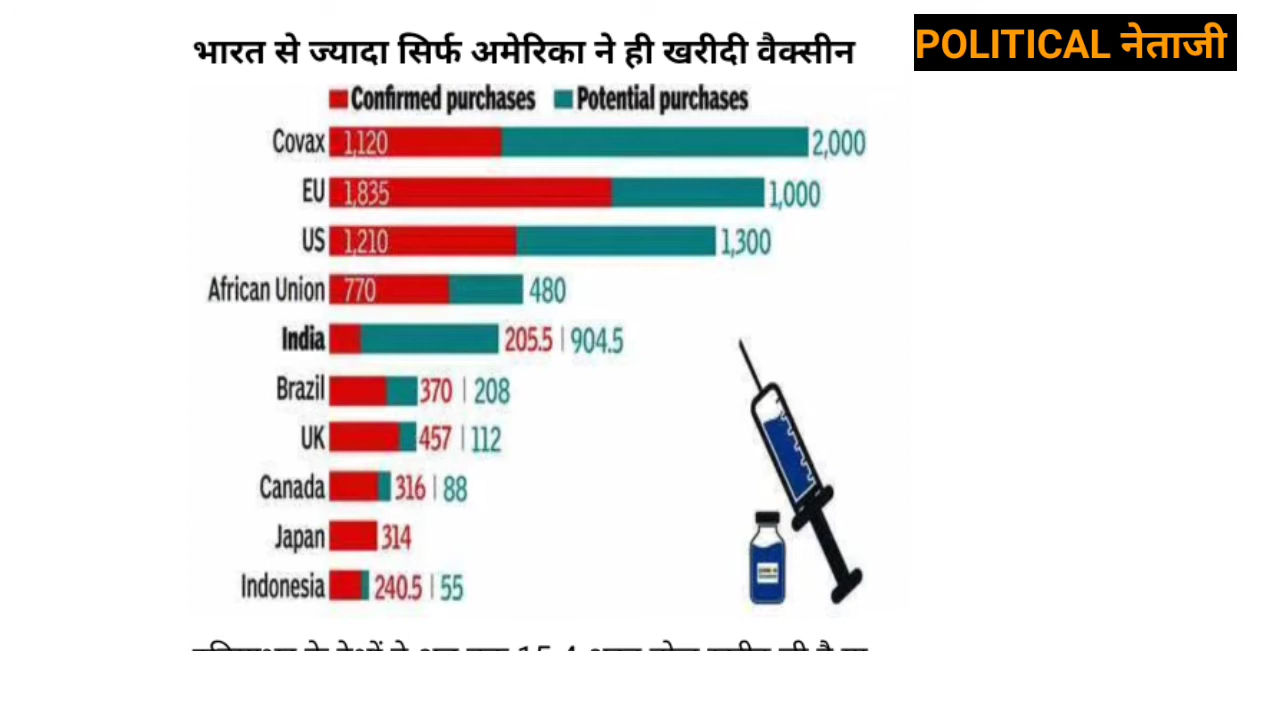 भारत से ज्यादा सिर्फ अमेरिका ने ही खरीदी वैक्सीन
POLITICAL नेताजी
Confirmed purchases Potential purchases
Covax 1,120 2,000
EU 1,835 1,000
US 1,210 1,300
African Union 770 480
India 205.5 | 904.5
Brazil 370 | 208
UK 457 | 112
Canada 316 | 88
Japan 314
Indonesia 240.5 | 55